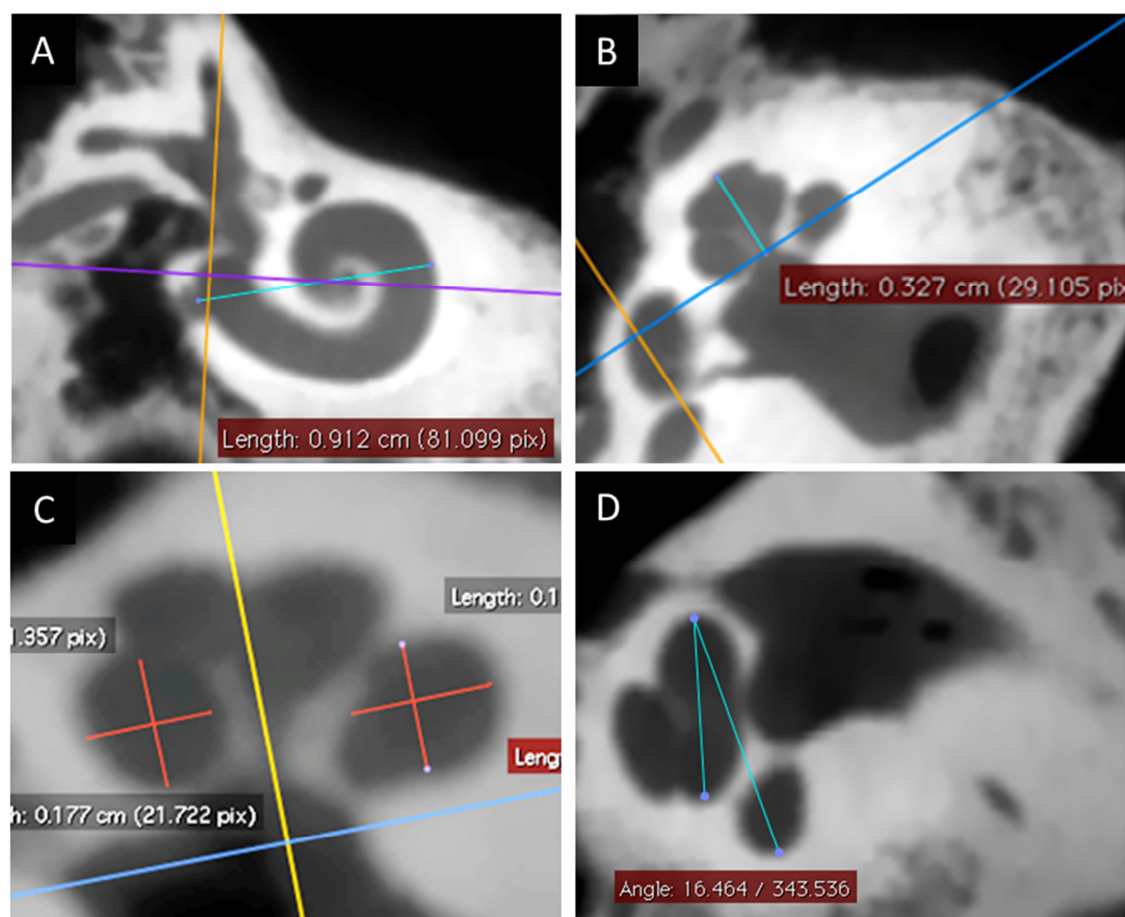 A
B
Length: 0.912 cm (81.099 pix)
Length: 0.327 cm (29.105 pix
C
D
Length: 0.1
1.357 pix)
Leng
h: 0.177 cm (21.722 pix)
Angle: 16.464 / 343.536